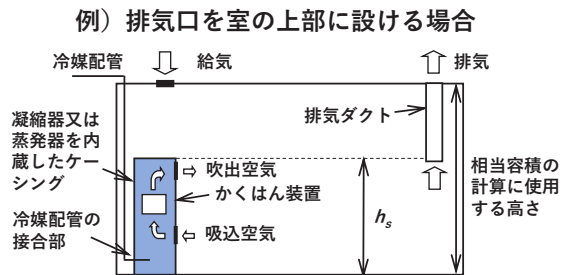 例）排気口を室の上部に設ける場合
冷媒配管
給気
排気
排気ダクト
凝縮器又は
蒸発器を内
蔵したケー
シング
吹出空気
かくはん装置
相当容積の
計算に使用
する高さ
冷媒配管の
接合部
吸込空気
hs